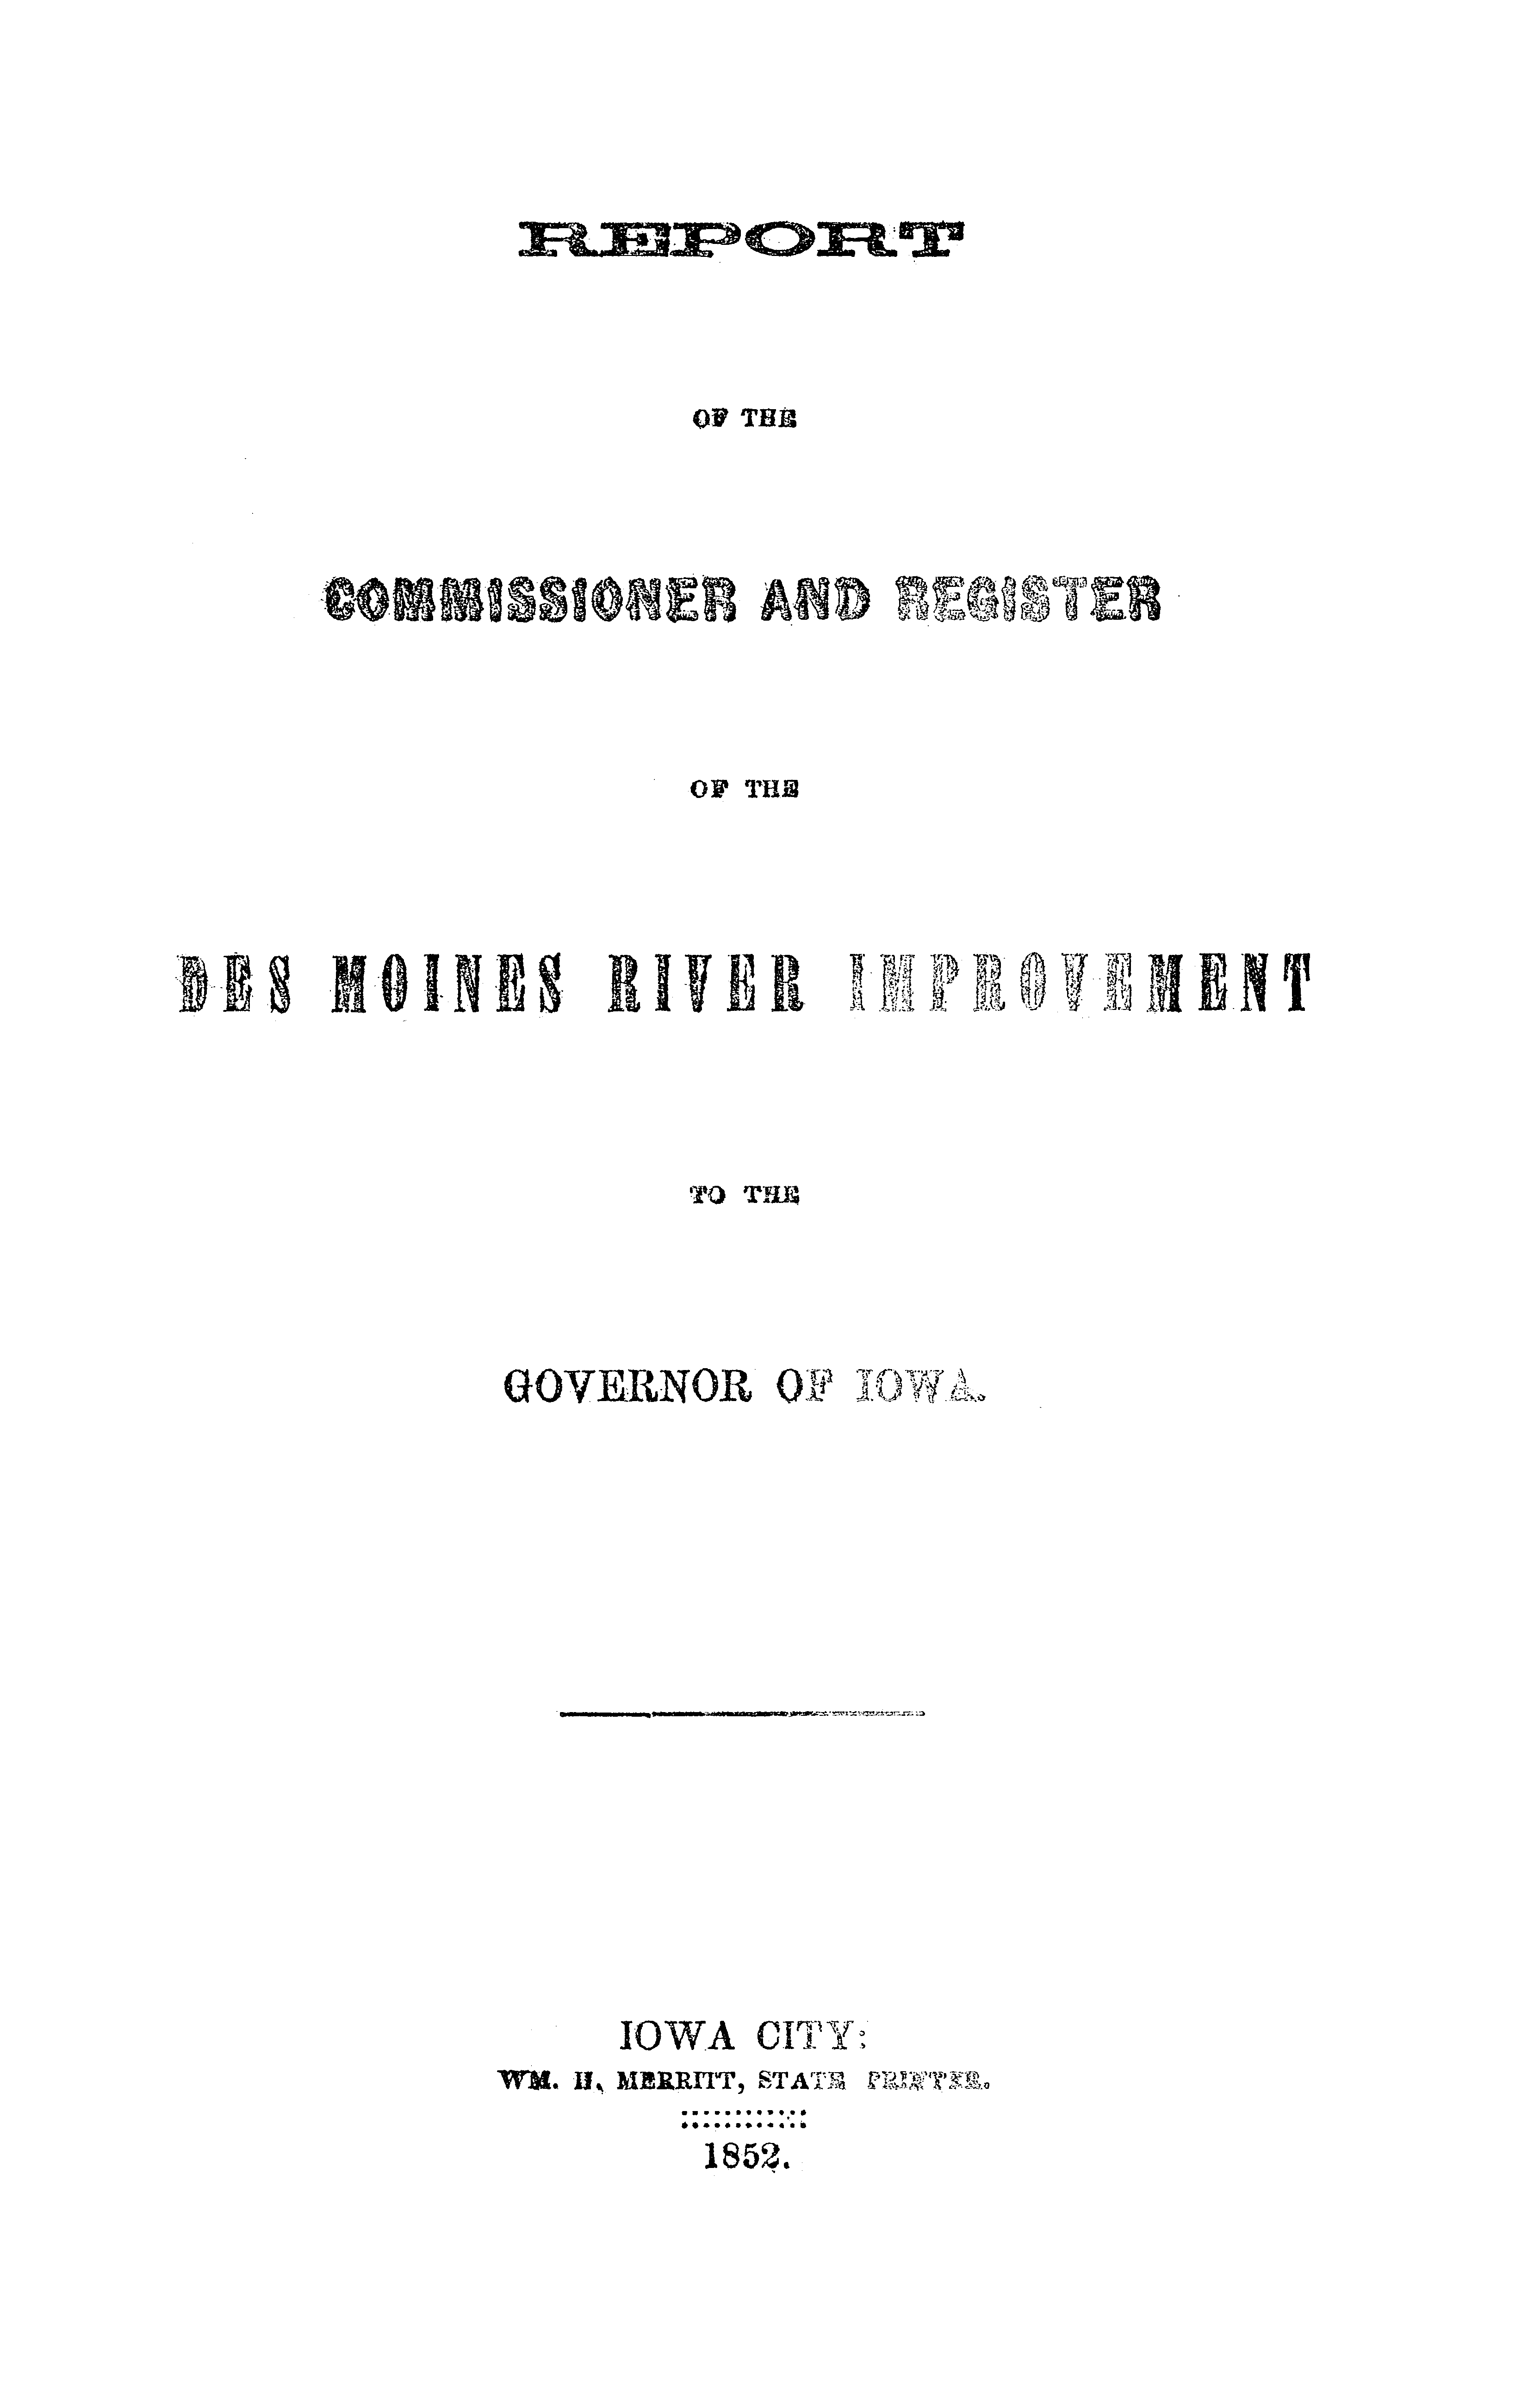 REPORT
OF THE
COMMISSIONER AND REGISTER
OF THE
DES MOINES RIVER IMPROVEMENT
TO THE
GOVERNOR OF IOWA.
IOWA CITY:
WM. H. MERRITT, STATE PRINTER.
1852.